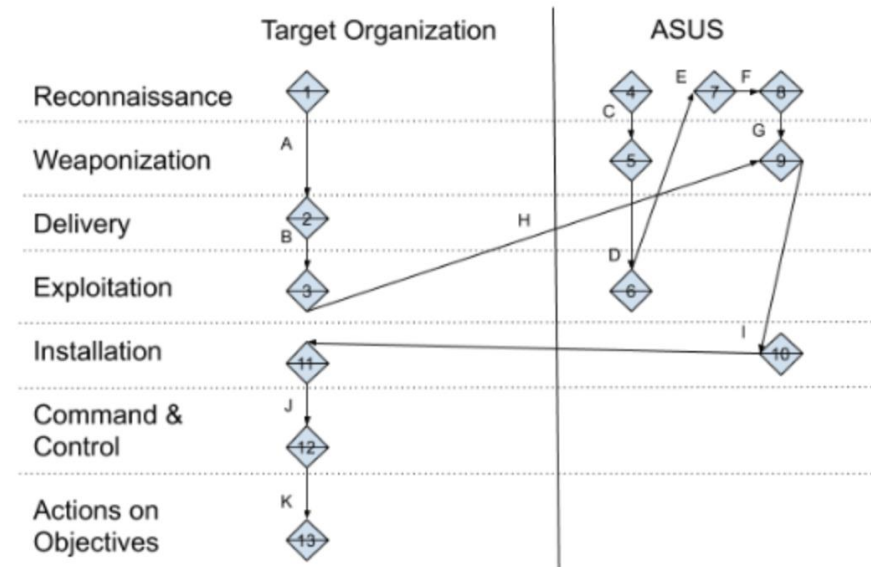 Target Organization ASUS
Reconnaissance 1 4 E 7 F 8
C
A G
Weaponization 5 9
Delivery 2 H
B
D
Exploitation 3 6
I
Installation 11 10
J
Command &
Control 12
K
Actions on
Objectives 13